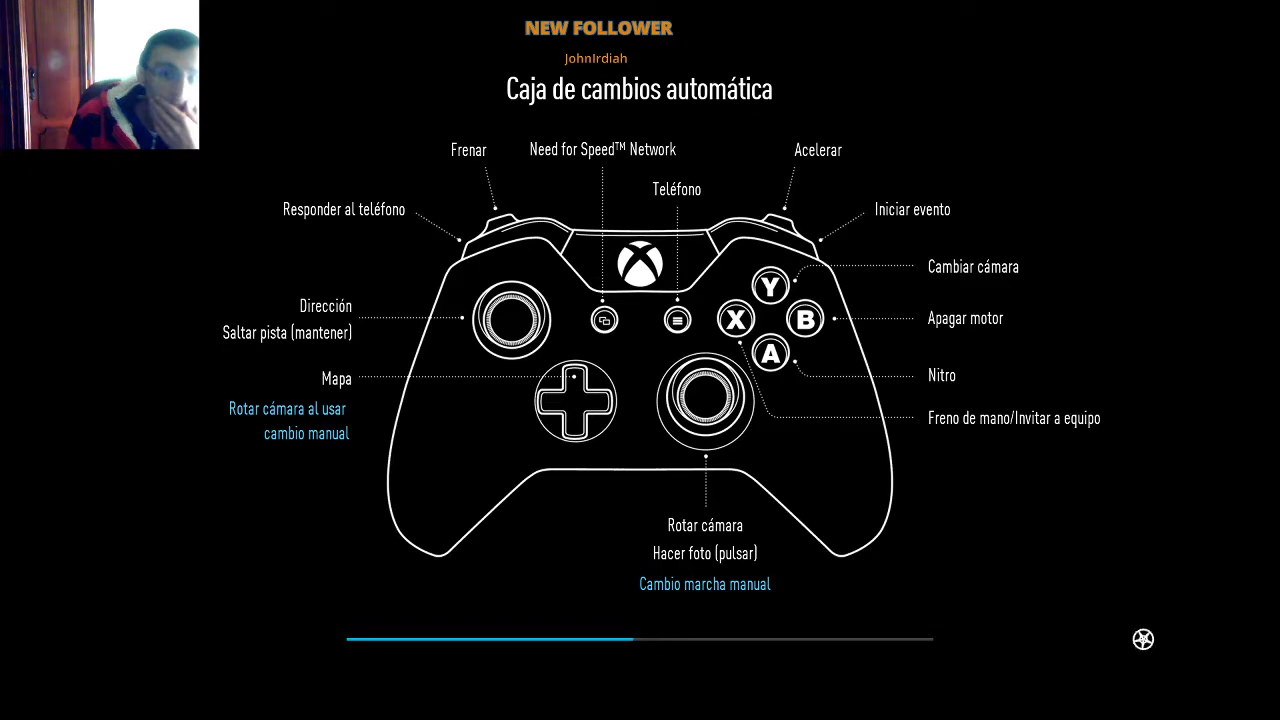 NEW FOLLOWER
JohnIrdiah
Caja de cambios automática
Frenar
Need for Speed™ Network
Acelerar
Teléfono
Responder al teléfono
Iniciar evento
Cambiar cámara
Y
Dirección
X
B
Apagar motor
Saltar pista (mantener)
A
Mapa
Nitro
Rotar cámara al usar
cambio manual
Freno de mano/Invitar a equipo
Rotar cámara
Hacer foto (pulsar)
Cambio marcha manual